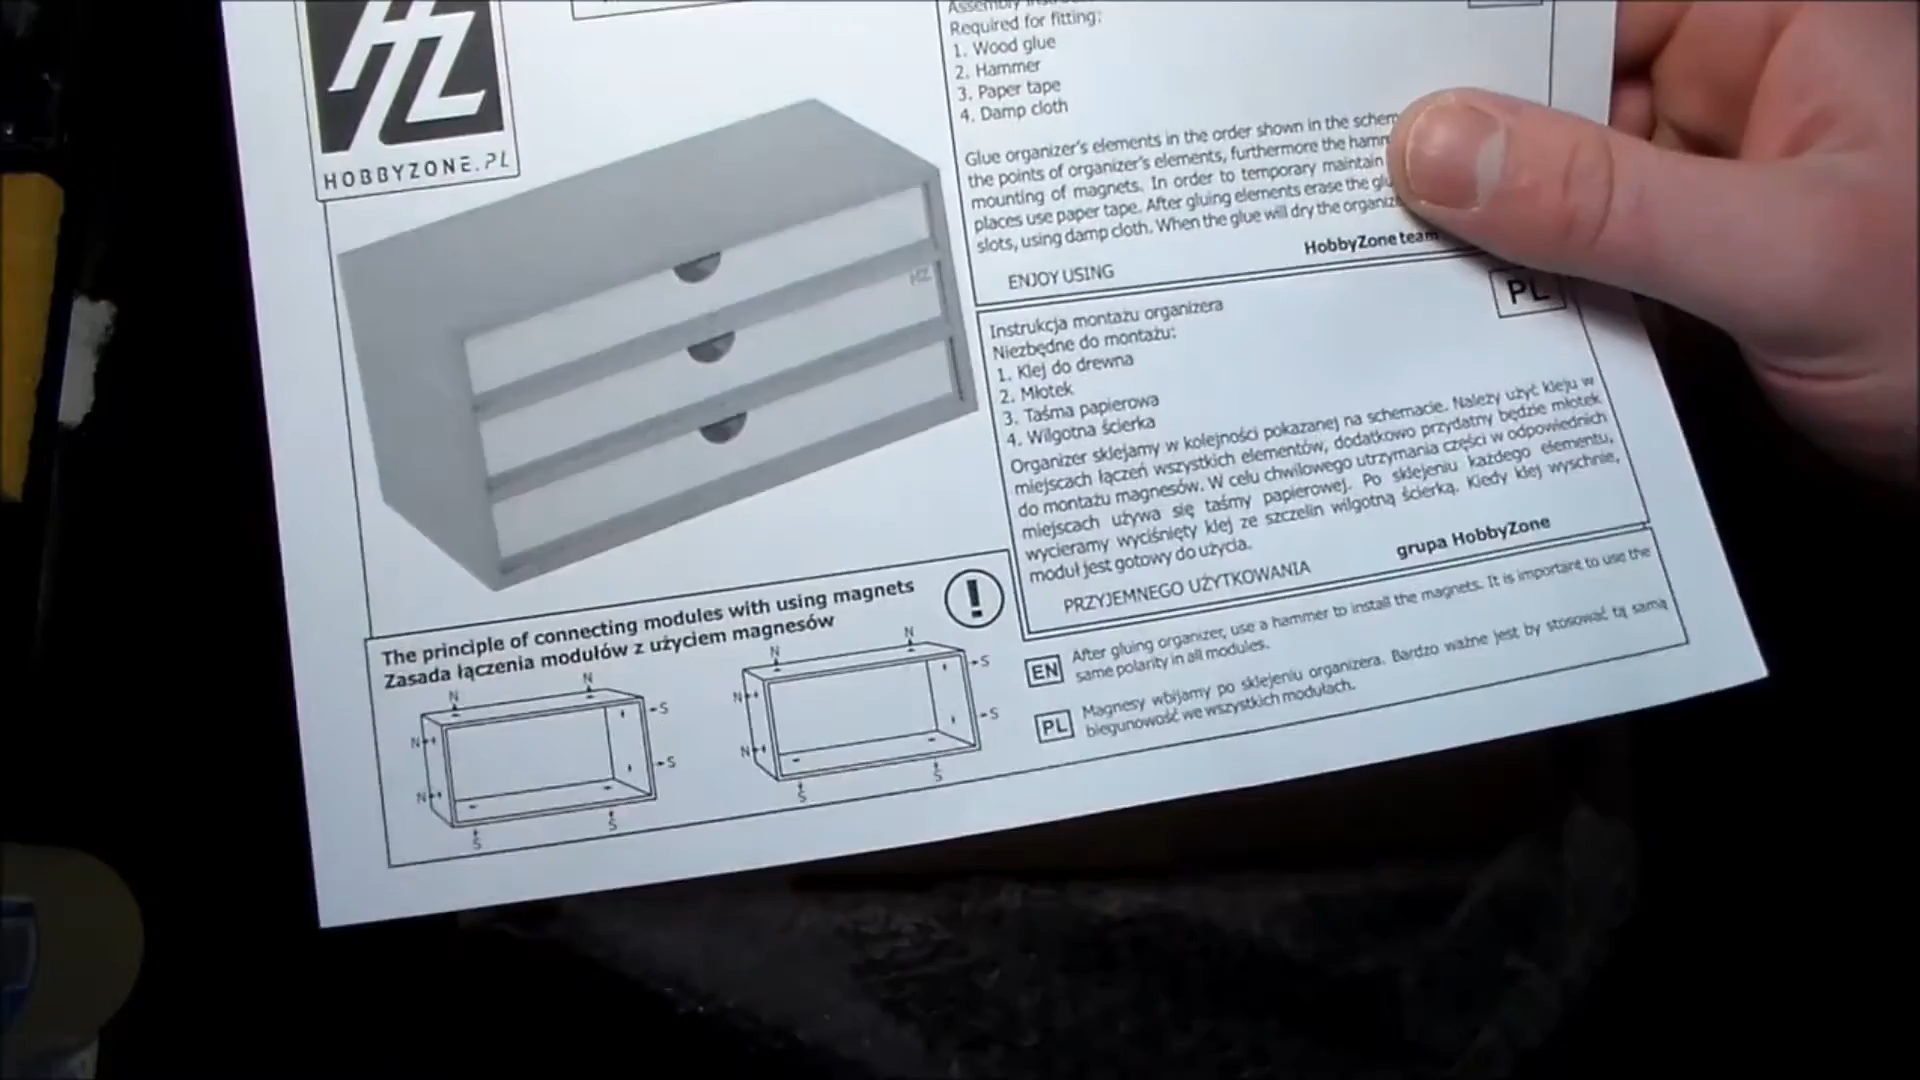 HZ
HOBBYZONE.PL
Assembly
Required for fitting:
1. Wood glue
2. Hammer
3. Paper tape
4. Damp cloth
Glue organizer's elements in the order shown in the
the points of organizer's elements, furthermore the
mounting of magnets. In order to temporary maintain
places use paper tape. After gluing elements erase the
slots, using damp cloth. When the glue will dry the
HobbyZone team
ENJOY USING
PL
Instrukcja montażu organizera
Niezbędne do montażu:
1. Klej do drewna
2. Młotek
3. Taśma papierowa
4. Wilgotna ścierka
Organizer sklejamy w kolejności pokazanej na schemacie. Należy użyć kleju w
miejscach łączeń wszystkich elementów, dodatkowo przydatny będzie młotek
do montażu magnesów. W celu chwilowego utrzymania części w odpowiednich
miejscach używa się taśmy papierowej. Po sklejeniu każdego elementu,
wycieramy wyciśnięty klej ze szczelin wilgotną ścierką. Kiedy klej wyschnie,
moduł jest gotowy do użycia.
grupa HobbyZone
PRZYJEMNEGO UŻYTKOWANIA
HZ
The principle of connecting modules with using magnets
Zasada łączenia modułów z użyciem magnesów
!
N N
N S
N S
S S
N N
N S
N S
S S
EN
After gluing organizer, use a hammer to install the magnets. It is important to use the
same polarity in all modules.
PL
Magnesy wbijamy po sklejeniu organizera. Bardzo ważne jest by stosować tą samą
biegunowość we wszystkich modułach.